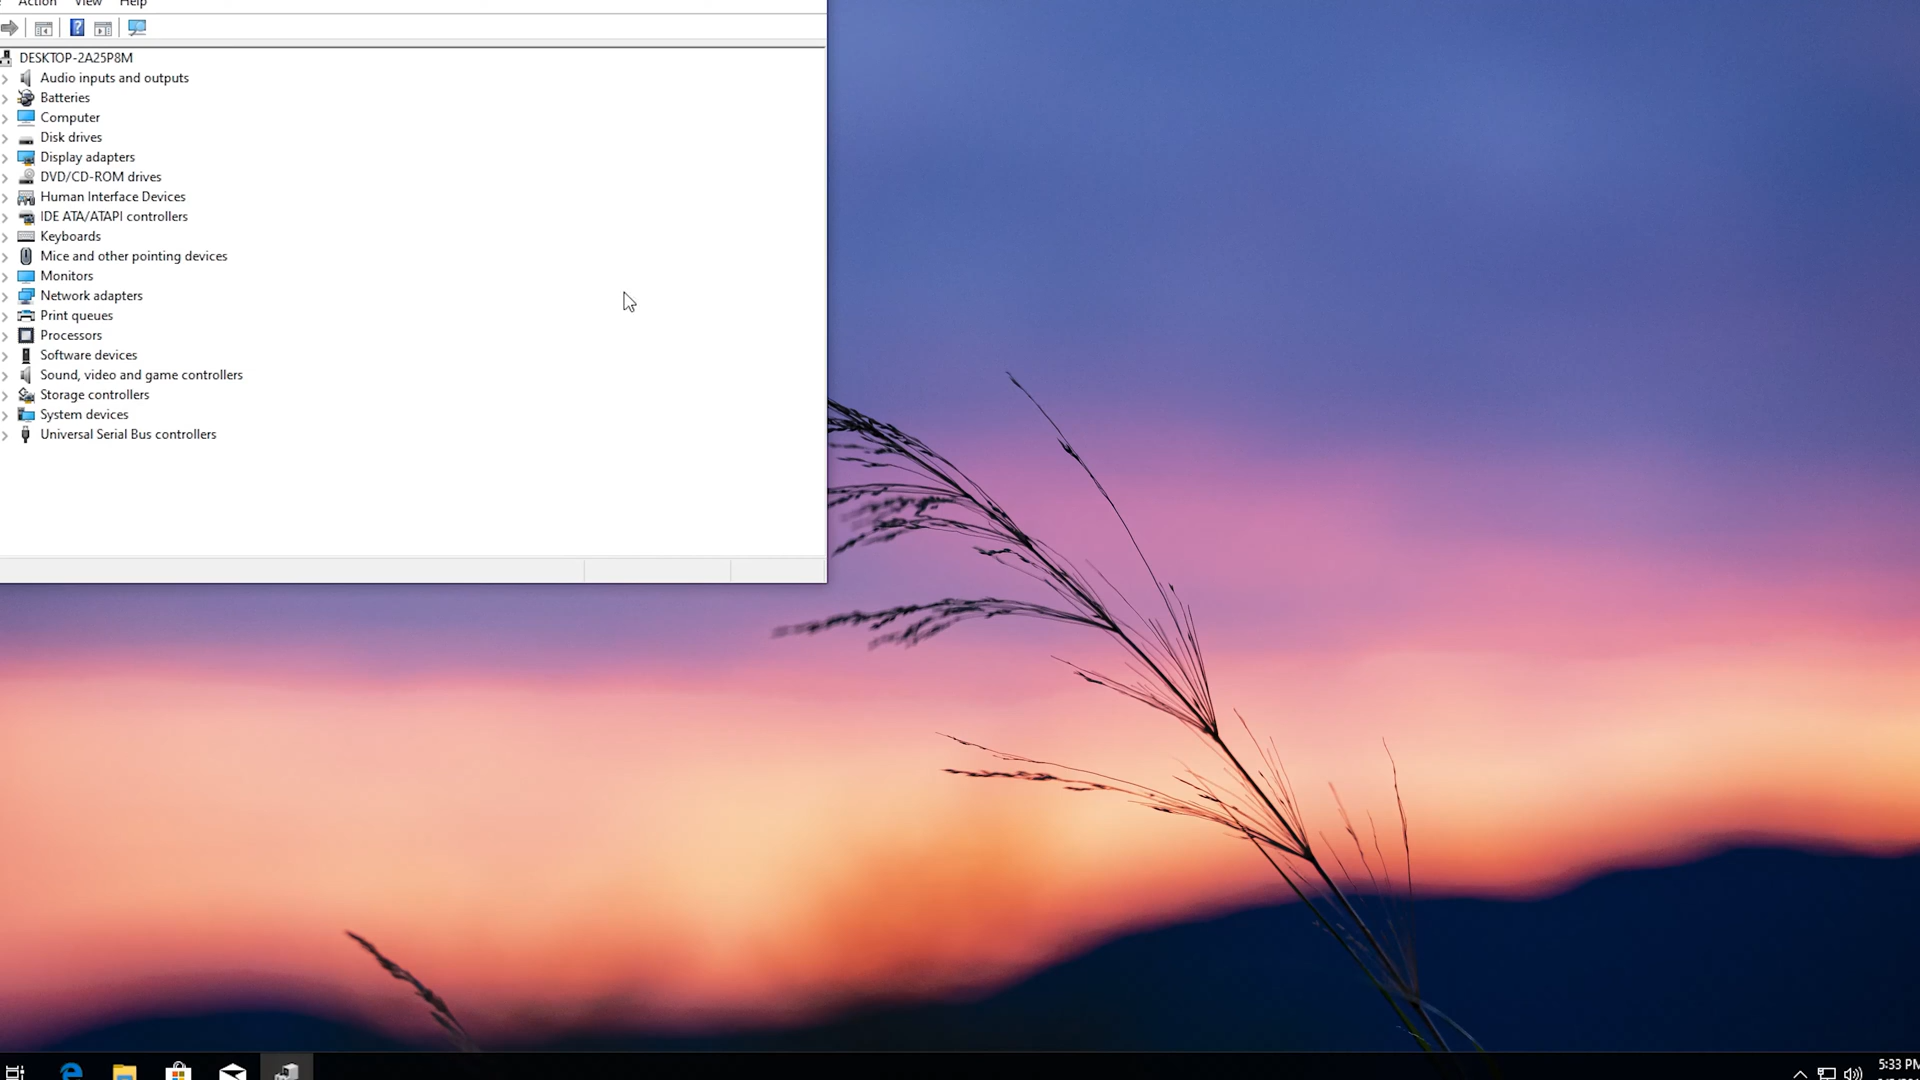 Action View Help
DESKTOP-2A25P8M
Audio inputs and outputs
Batteries
Computer
Disk drives
Display adapters
DVD/CD-ROM drives
Human Interface Devices
IDE ATA/ATAPI controllers
Keyboards
Mice and other pointing devices
Monitors
Network adapters
Print queues
Processors
Software devices
Sound, video and game controllers
Storage controllers
System devices
Universal Serial Bus controllers
5:33 PM